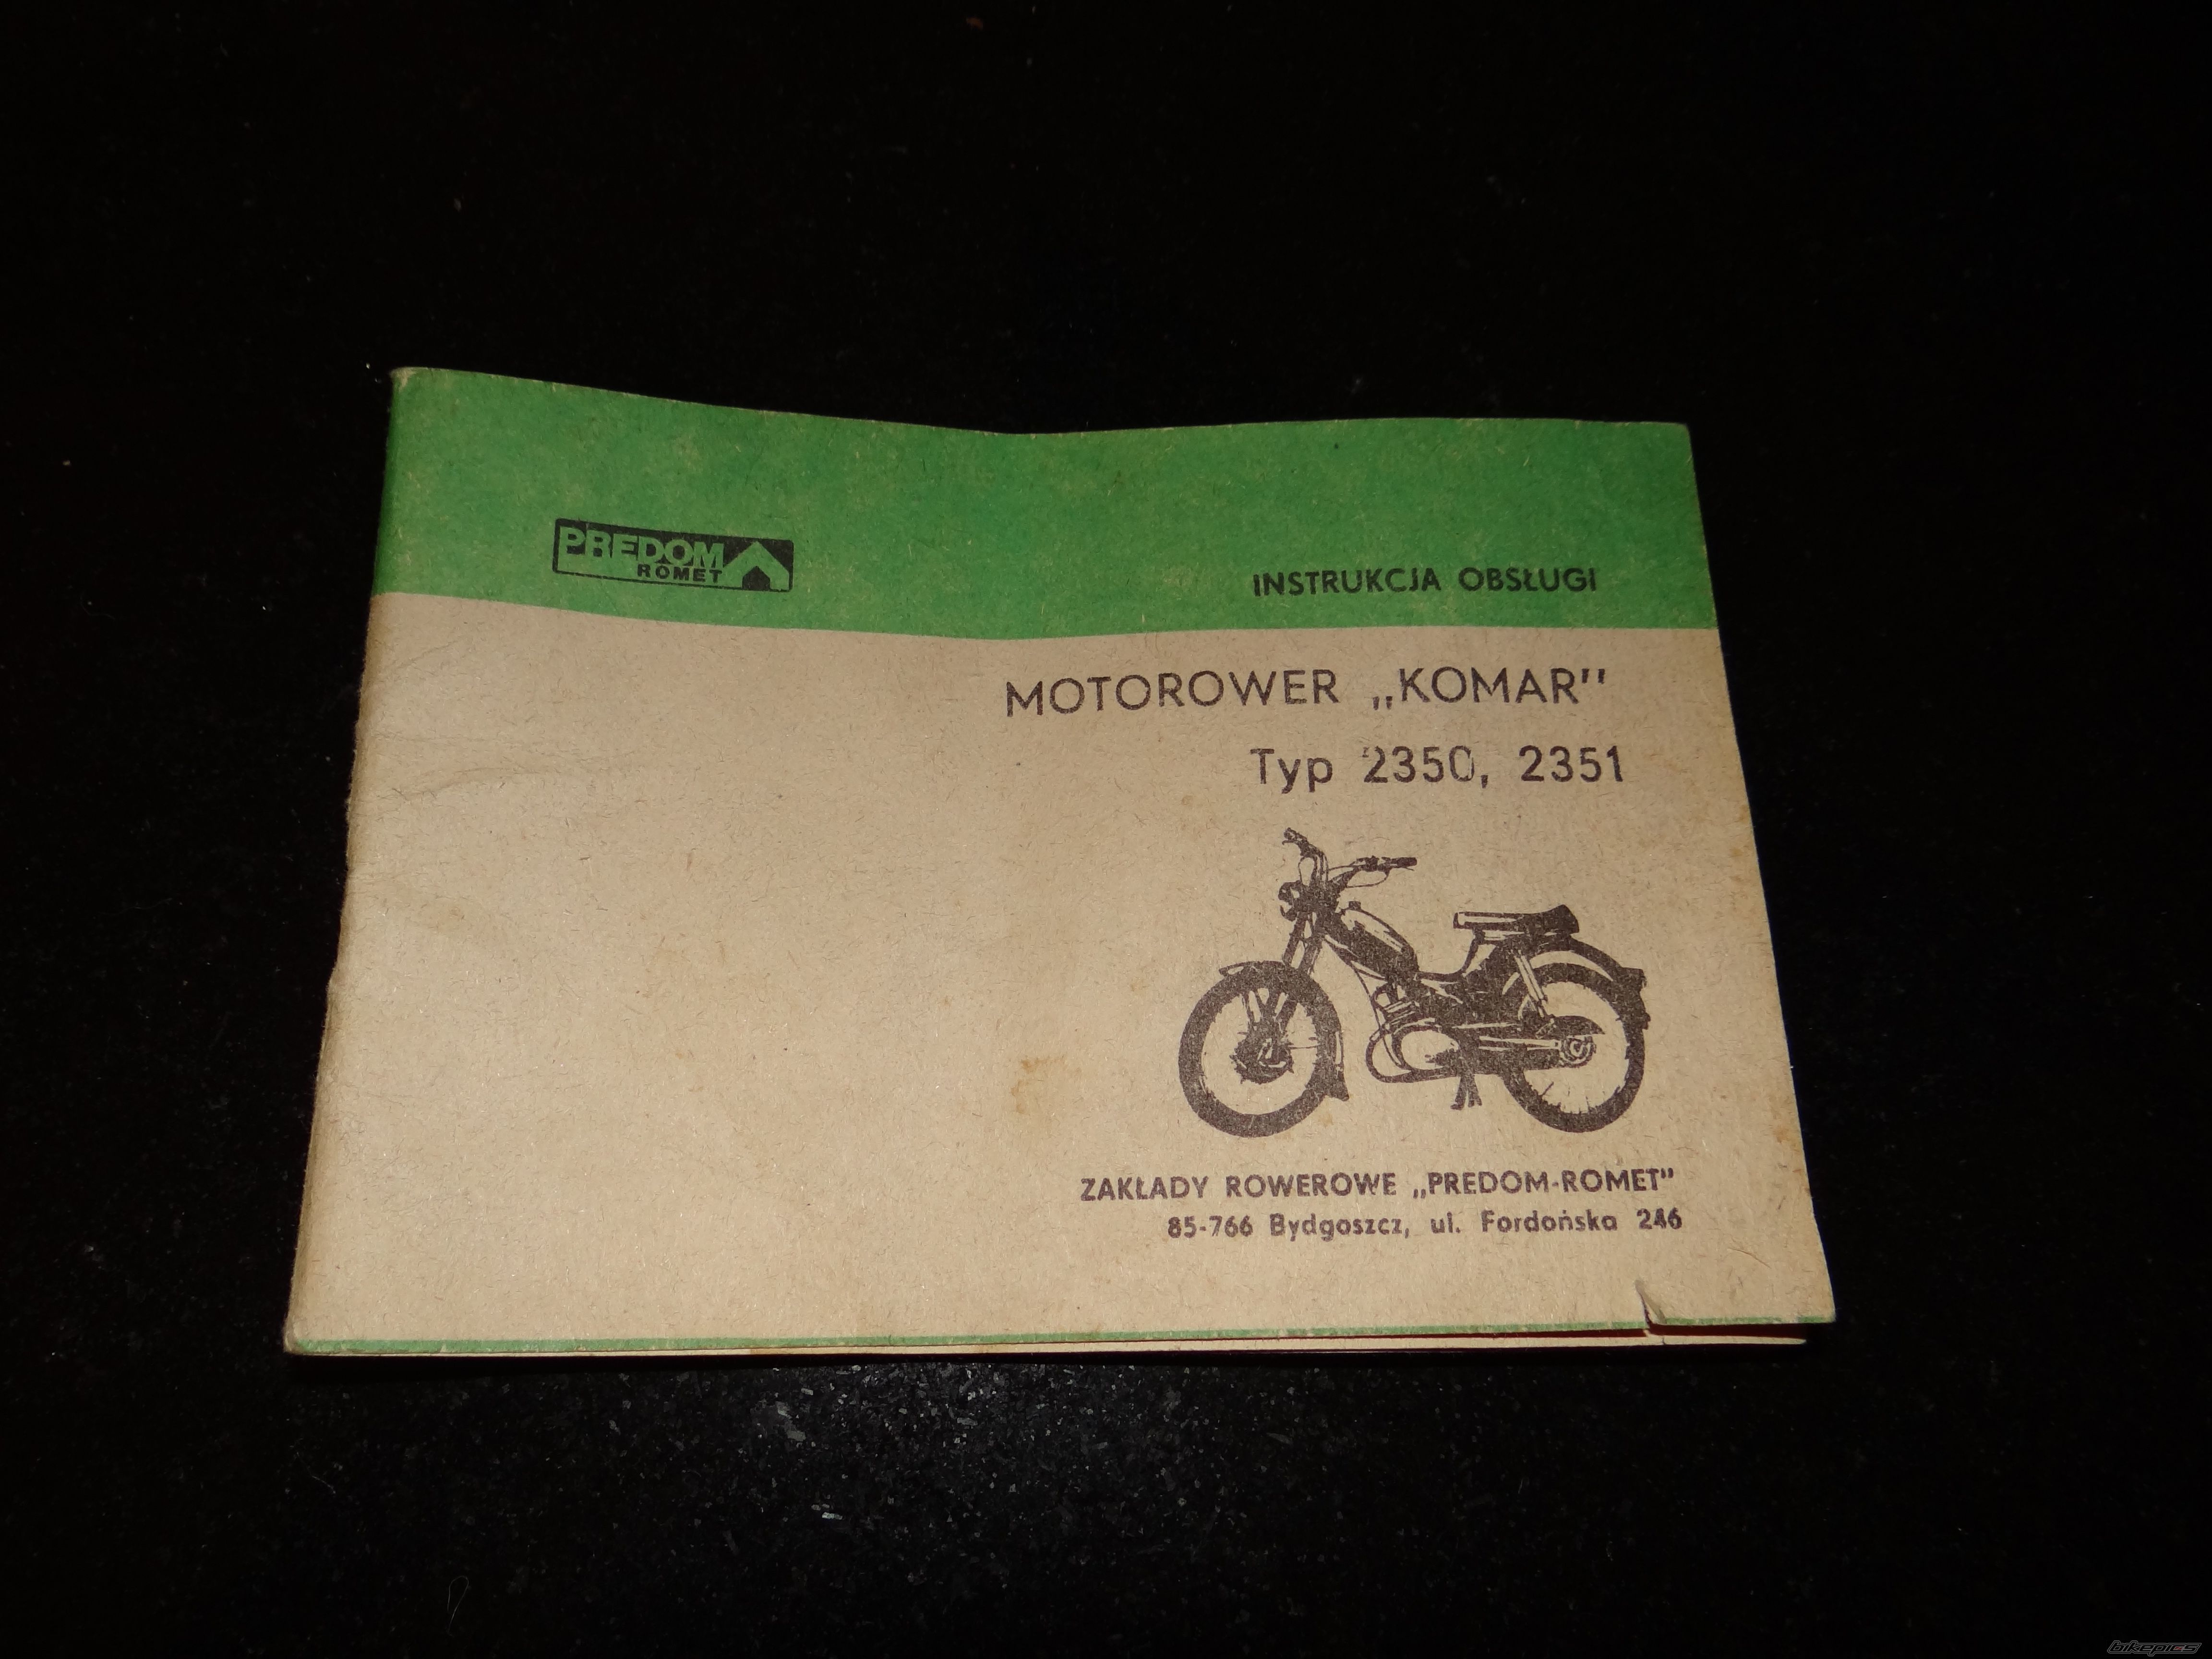 PREDOM
ROMET
INSTRUKCJA OBSŁUGI
MOTOROWER „KOMAR"
Typ 2350, 2351
ZAKŁADY ROWEROWE „PREDOM-ROMET"
85-766 Bydgoszcz, ul. Fordońska 246
bikepics